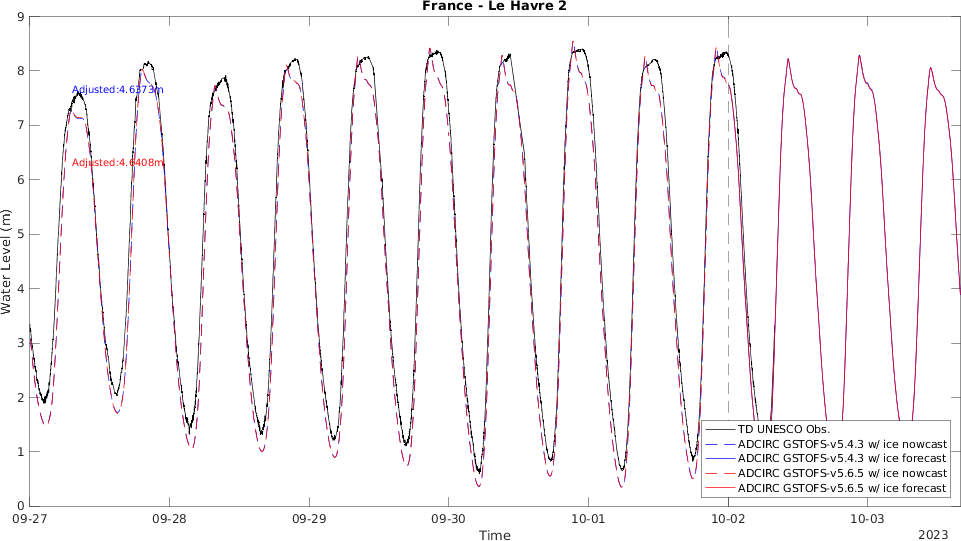 France - Le Havre 2
9
8
Adjusted:4.6373m
7
Adjusted:4.6408m
6
5
Water Level (m)
4
3
2
1
0
TD UNESCO Obs.
ADCIRC GSTOFS-v5.4.3 w/ ice nowcast
ADCIRC GSTOFS-v5.4.3 w/ ice forecast
ADCIRC GSTOFS-v5.6.5 w/ ice nowcast
ADCIRC GSTOFS-v5.6.5 w/ ice forecast
09-27 09-28 09-29 09-30 10-01 10-02 10-03
Time
2023